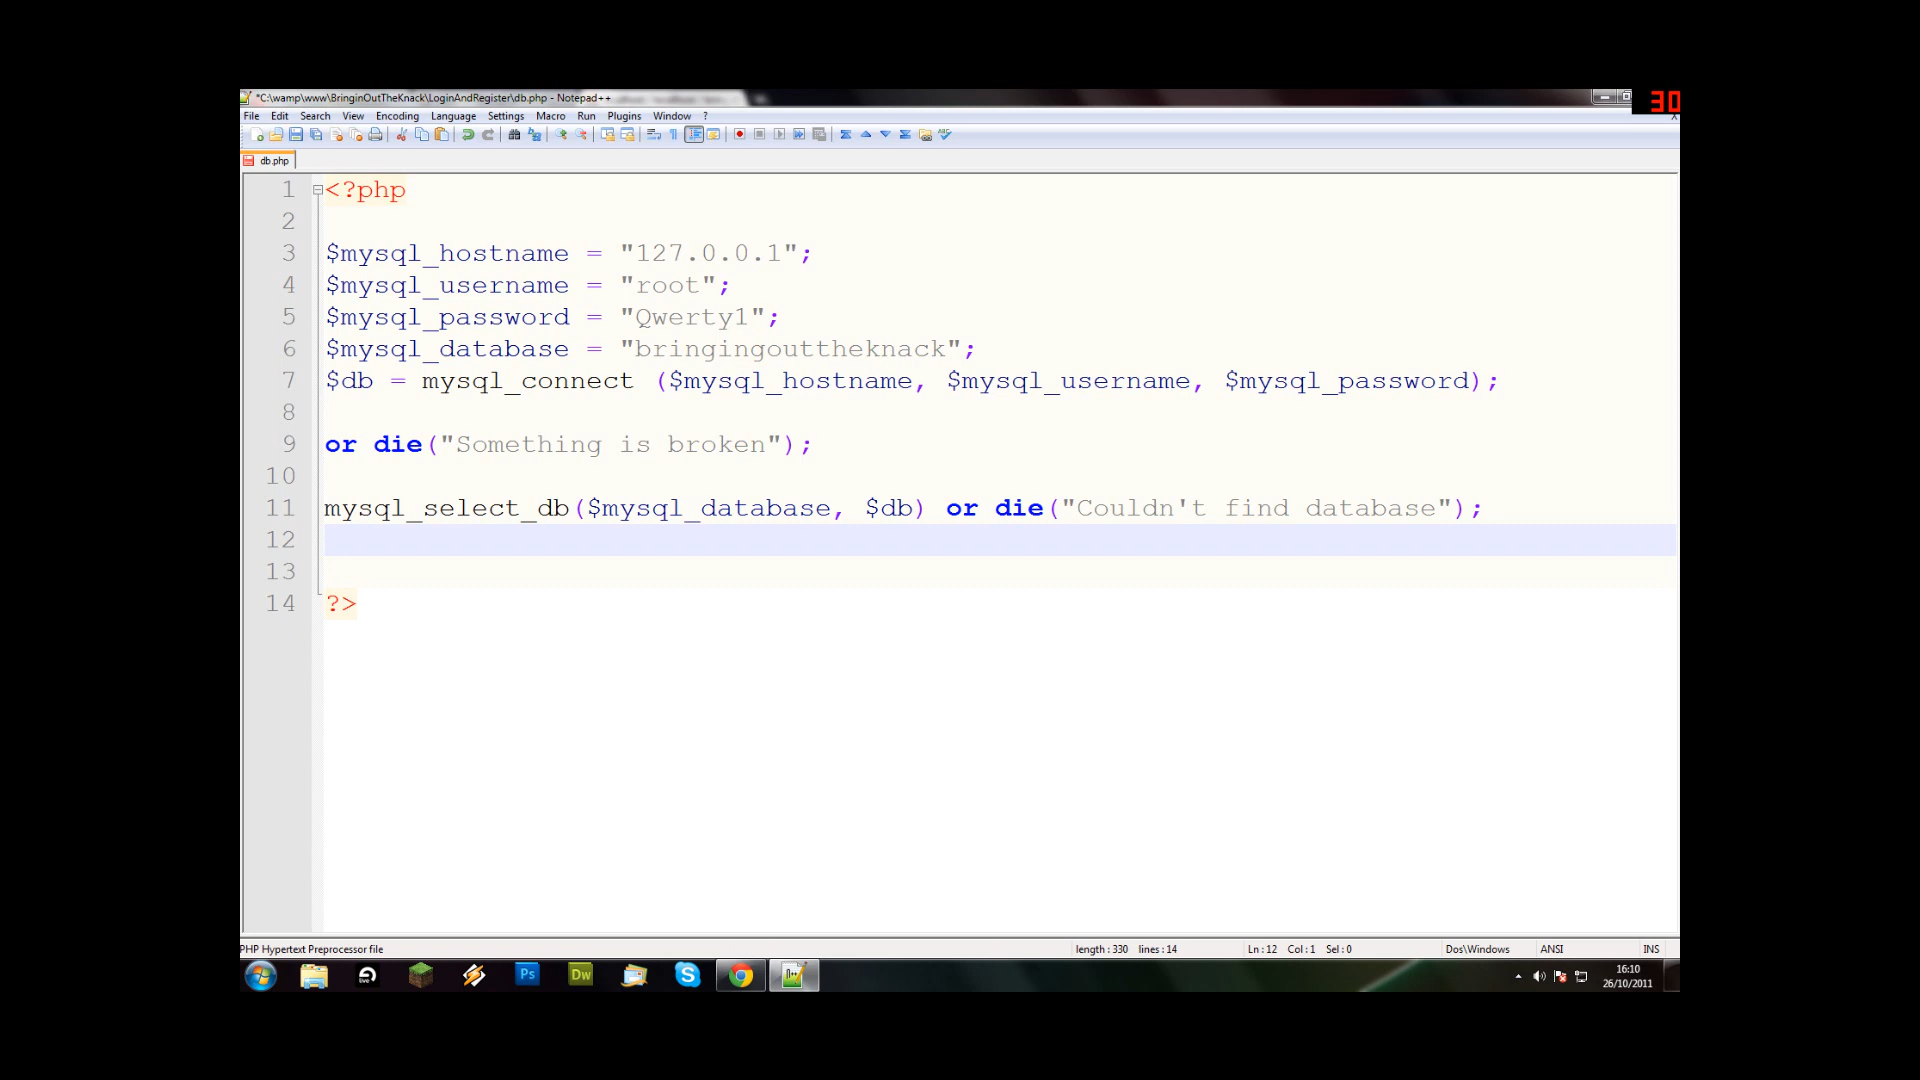 *C:\wamp\www\BringinOutTheKnack\LoginAndRegister\db.php - Notepad++
30
File Edit Search View Encoding Language Settings Macro Run Plugins Window ?
X
db.php
1 <?php
2
3 $mysql_hostname = "127.0.0.1";
4 $mysql_username = "root";
5 $mysql_password = "Qwerty1";
6 $mysql_database = "bringingouttheknack";
7 $db = mysql_connect ($mysql_hostname, $mysql_username, $mysql_password);
8
9 or die("Something is broken");
10
11 mysql_select_db($mysql_database, $db) or die("Couldn't find database");
12
13
14 ?>
PHP Hypertext Preprocessor file length : 330 lines : 14 Ln : 12 Col : 1 Sel : 0 Dos\Windows ANSI INS
Ps Dw
16:10
26/10/2011